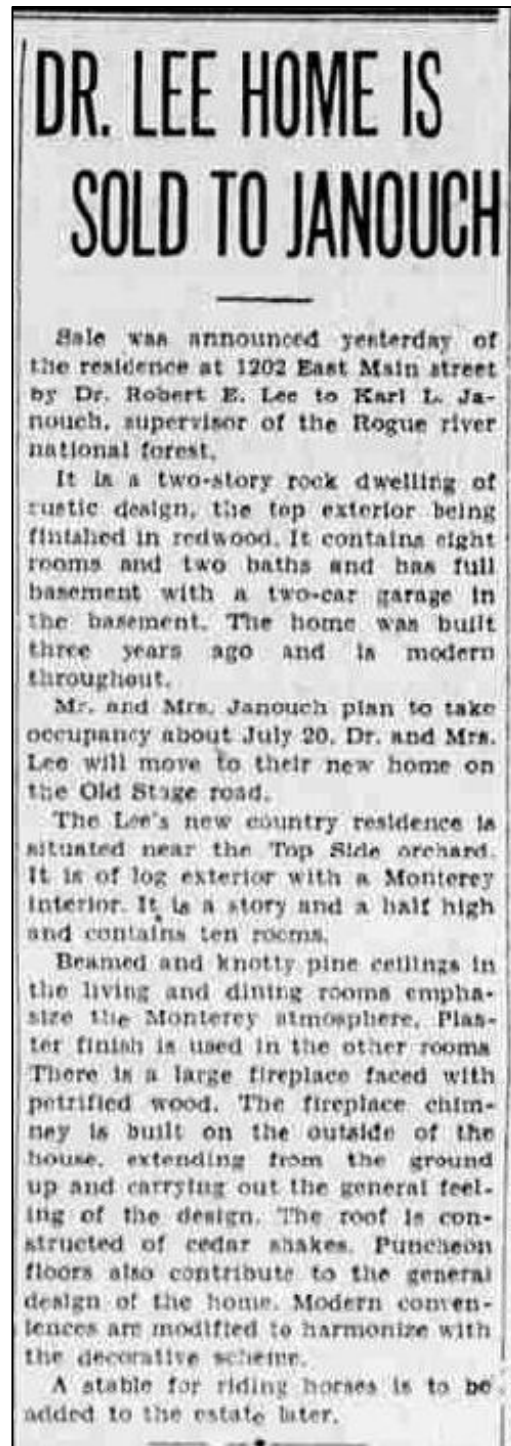 DR. LEE HOME IS
SOLD TO JANOUCH
Sale was announced yesterday of
the residence at 1202 East Main street
by Dr. Robert E. Lee to Karl L. Ja-
nouch, supervisor of the Rogue river
national forest.
It is a two-story rock dwelling of
rustic design, the top exterior being
finished in redwood. It contains eight
rooms and two baths and has full
basement with a two-car garage in
the basement. The home was built
three years ago and is modern
throughout.
Mr. and Mrs. Janouch plan to take
occupancy about July 20. Dr. and Mrs.
Lee will move to their new home on
the Old Stage road.
The Lee's new country residence is
situated near the Top Side orchard.
It is of log exterior with a Monterey
interior. It is a story and a half high
and contains ten rooms.
Beamed and knotty pine ceilings in
the living and dining rooms empha-
size the Monterey atmosphere. Plas-
ter finish is used in the other rooms
There is a large fireplace faced with
petrified wood. The fireplace chim-
ney is built on the outside of the
house, extending from the ground
up and carrying out the general feel-
ing of the design. The roof is con-
structed of cedar shakes. Puncheon
floors also contribute to the general
design of the home. Modern conven-
iences are modified to harmonize with
the decorative scheme.
A stable for riding horses is to be
added to the estate later.